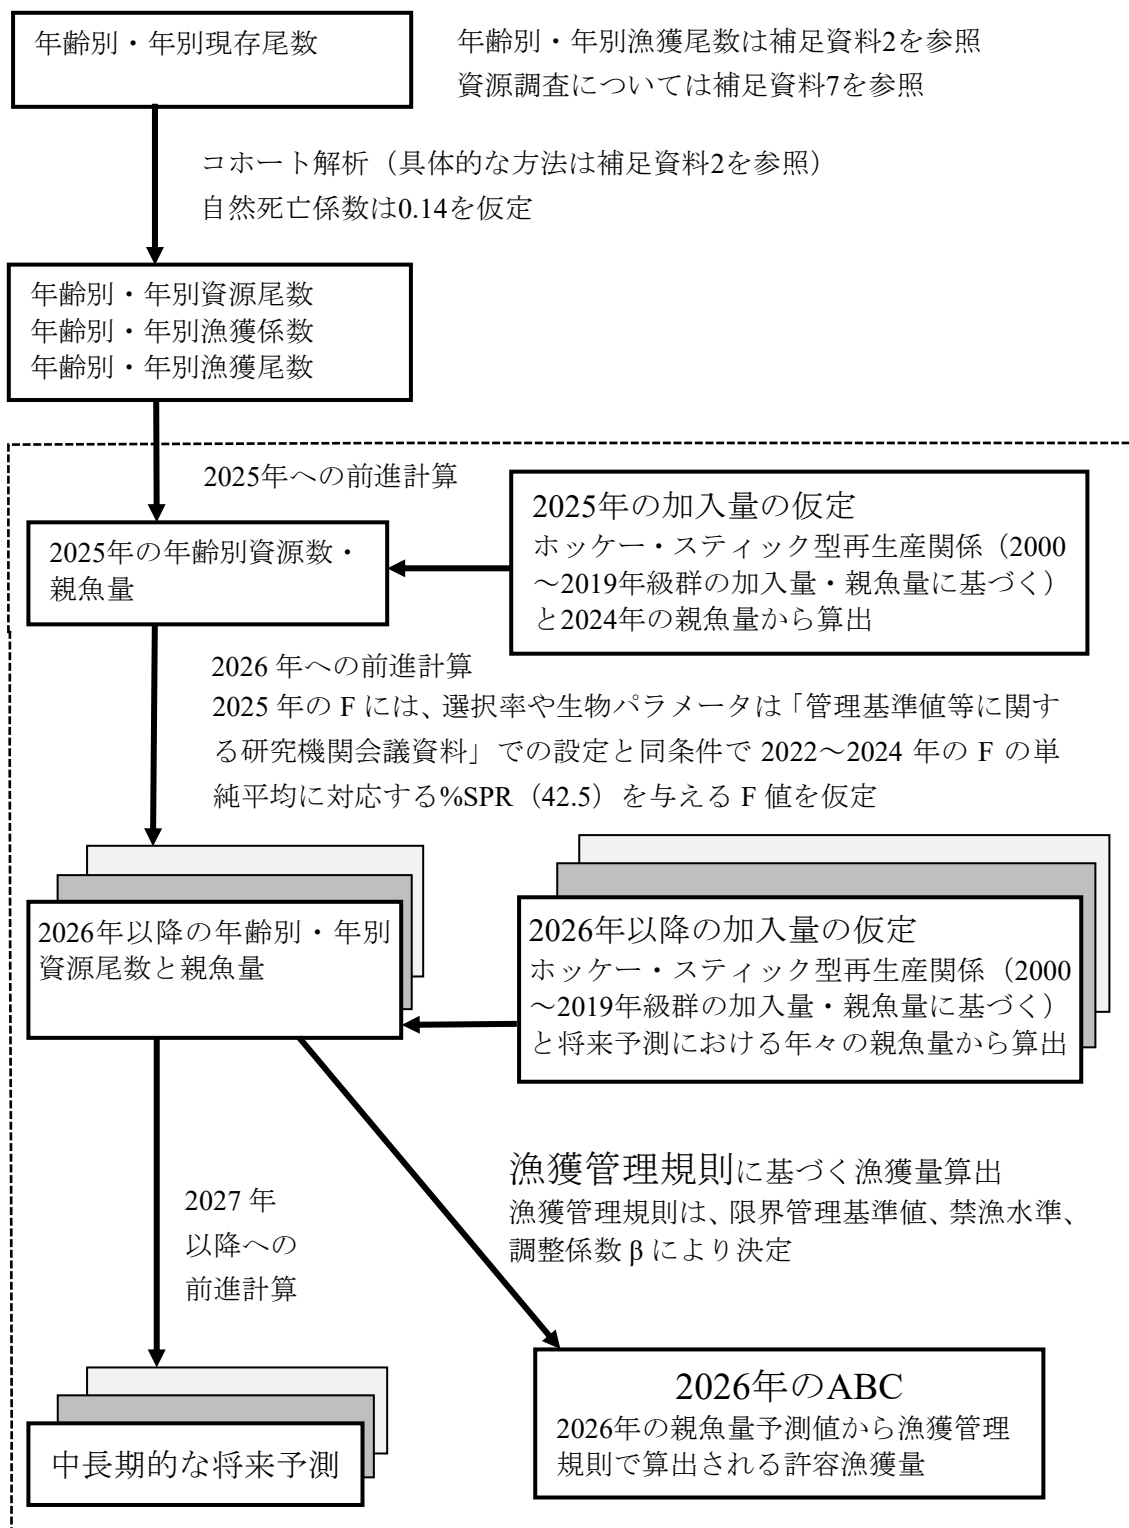 年齢別・年別現存尾数
年齢別・年別漁獲尾数は補足資料2を参照
資源調査については補足資料7を参照
コホート解析（具体的な方法は補足資料2を参照）
自然死亡係数は0.14を仮定
年齢別・年別資源尾数
年齢別・年別漁獲係数
年齢別・年別漁獲尾数
2025年への前進計算
2025年の加入量の仮定
ホッケー・スティック型再生産関係（2000
～2019年級群の加入量・親魚量に基づく）
と2024年の親魚量から算出
2025年の年齢別資源数・
親魚量
2026 年への前進計算
2025 年の F には、選択率や生物パラメータは「管理基準値等に関す
る研究機関会議資料」での設定と同条件で 2022～2024 年の F の単
純平均に対応する%SPR（42.5）を与える F 値を仮定
2026年以降の年齢別・年別
資源尾数と親魚量
2026年以降の加入量の仮定
ホッケー・スティック型再生産関係（2000
～2019年級群の加入量・親魚量に基づく）
と将来予測における年々の親魚量から算出
漁獲管理規則に基づく漁獲量算出
漁獲管理規則は、限界管理基準値、禁漁水準、
調整係数 β により決定
2027 年
以降への
前進計算
中長期的な将来予測
2026年のABC
2026年の親魚量予測値から漁獲管理
規則で算出される許容漁獲量